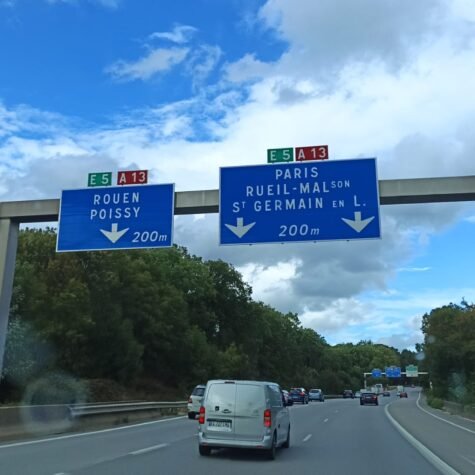 E 5 A 13
ROUEN
POISSY
200m
E 5 A 13
PARIS
RUEIL-MALSON
ST GERMAIN EN L.
200m